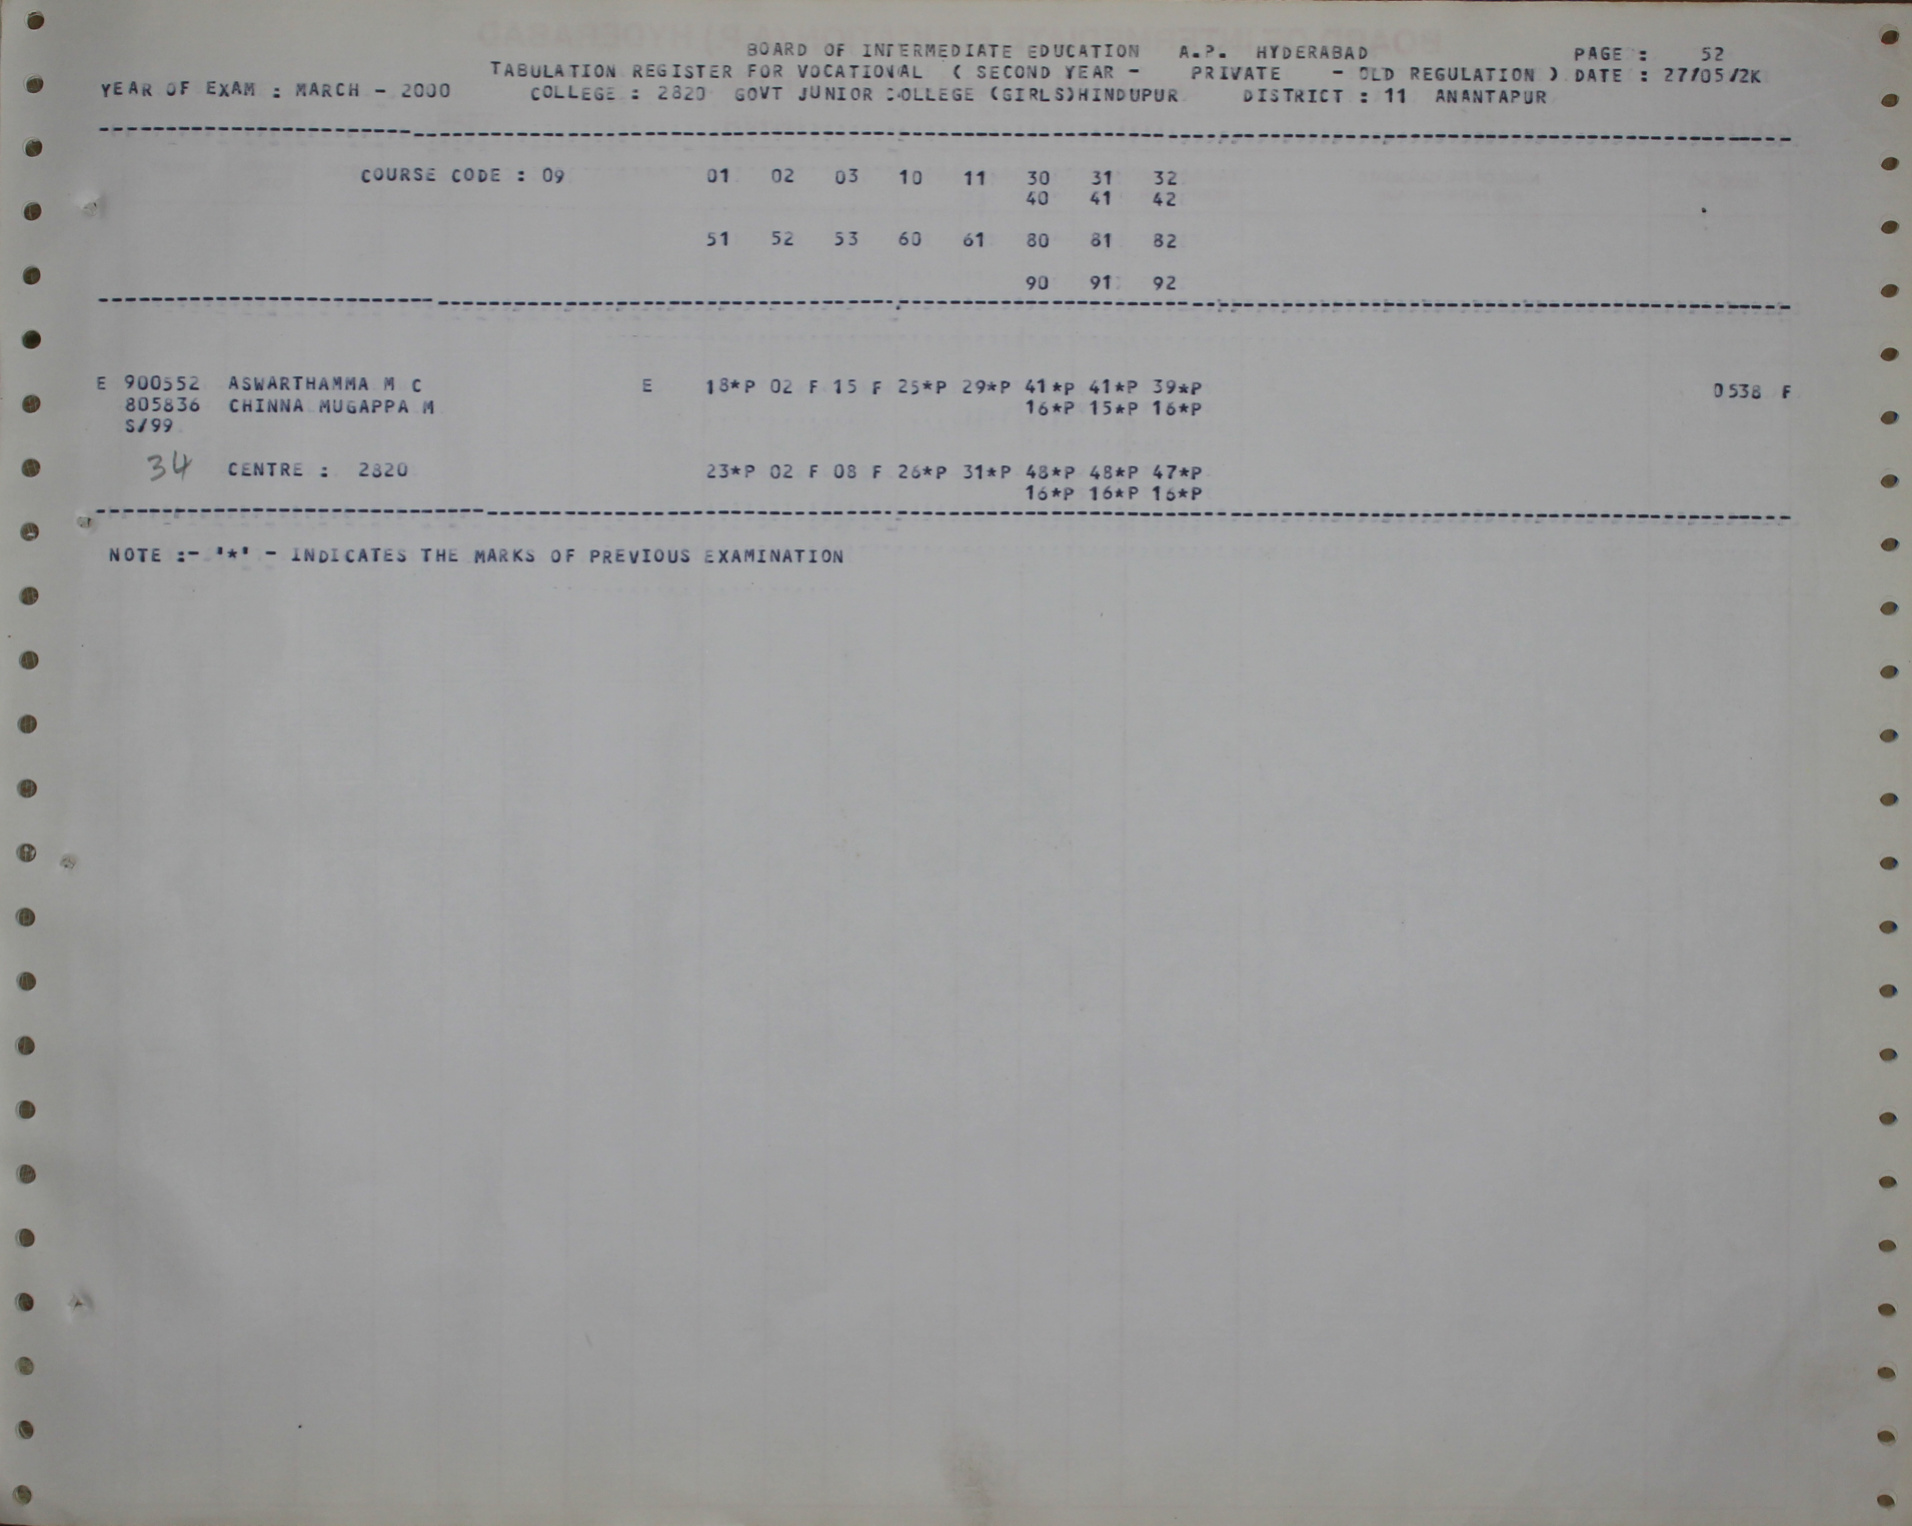 BOARD OF INTERMEDIATE EDUCATION A.P. HYDERABAD PAGE : 52
TABULATION REGISTER FOR VOCATIONAL ( SECOND YEAR - PRIVATE - OLD REGULATION ) DATE : 27/05/2K
YEAR OF EXAM : MARCH - 2000 COLLEGE : 2820 GOVT JUNIOR COLLEGE (GIRLS)HINDUPUR DISTRICT : 11 ANANTAPUR
COURSE CODE : 09 01 02 03 10 11 30 31 32
40 41 42
51 52 53 60 61 80 81 82
90 91 92
E 900552 ASWARTHAMMA M C E 18*P 02 F 15 F 25*P 29*P 41*P 41*P 39*P 0538 F
805836 CHINNA MUGAPPA M 16*P 15*P 16*P
S/99
34 CENTRE : 2820 23*P 02 F 08 F 26*P 31*P 48*P 48*P 47*P
16*P 16*P 16*P
NOTE :- '*' - INDICATES THE MARKS OF PREVIOUS EXAMINATION